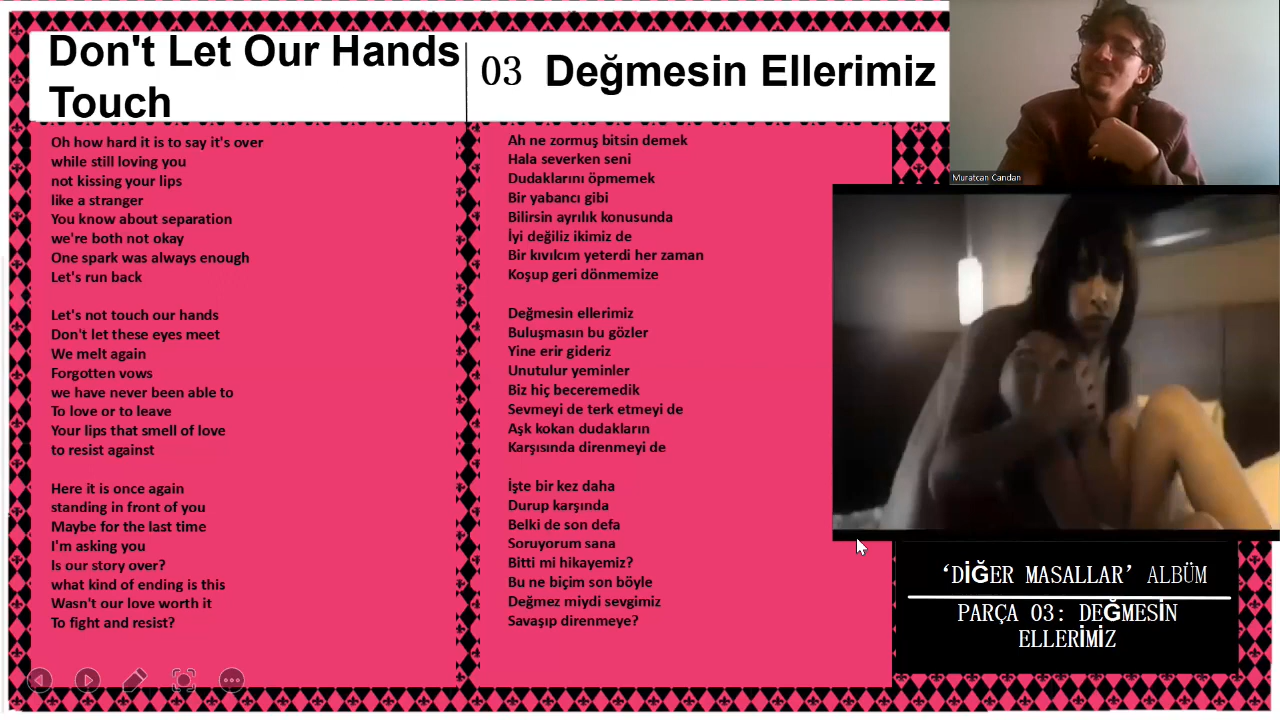 Don't Let Our Hands
Touch
03 Değmesin Ellerimiz
Oh how hard it is to say it's over
while still loving you
not kissing your lips
like a stranger
You know about separation
we're both not okay
One spark was always enough
Let's run back
Let's not touch our hands
Don't let these eyes meet
We melt again
Forgotten vows
we have never been able to
To love or to leave
Your lips that smell of love
to resist against
Here it is once again
standing in front of you
Maybe for the last time
I'm asking you
Is our story over?
what kind of ending is this
Wasn't our love worth it
To fight and resist?
Ah ne zormuş bitsin demek
Hala severken seni
Dudaklarını öpmemek
Bir yabancı gibi
Bilirsin ayrılık konusunda
İyi değiliz ikimiz de
Bir kıvılcım yeterdi her zaman
Koşup geri dönmemize
Değmesin ellerimiz
Buluşmasın bu gözler
Yine erir gideriz
Unutulur yeminler
Biz hiç beceremedik
Sevmeyi de terk etmeyi de
Aşk kokan dudakların
Karşısında direnmeyi de
İşte bir kez daha
Durup karşında
Belki de son defa
Soruyorum sana
Bitti mi hikayemiz?
Bu ne biçim son böyle
Değmez miydi sevgimiz
Savaşıp direnmeye?
Muratcan Candan
‘DİĞER MASALLAR’ ALBÜM
PARÇA 03: DEĞMESİN
ELLERİMİZ